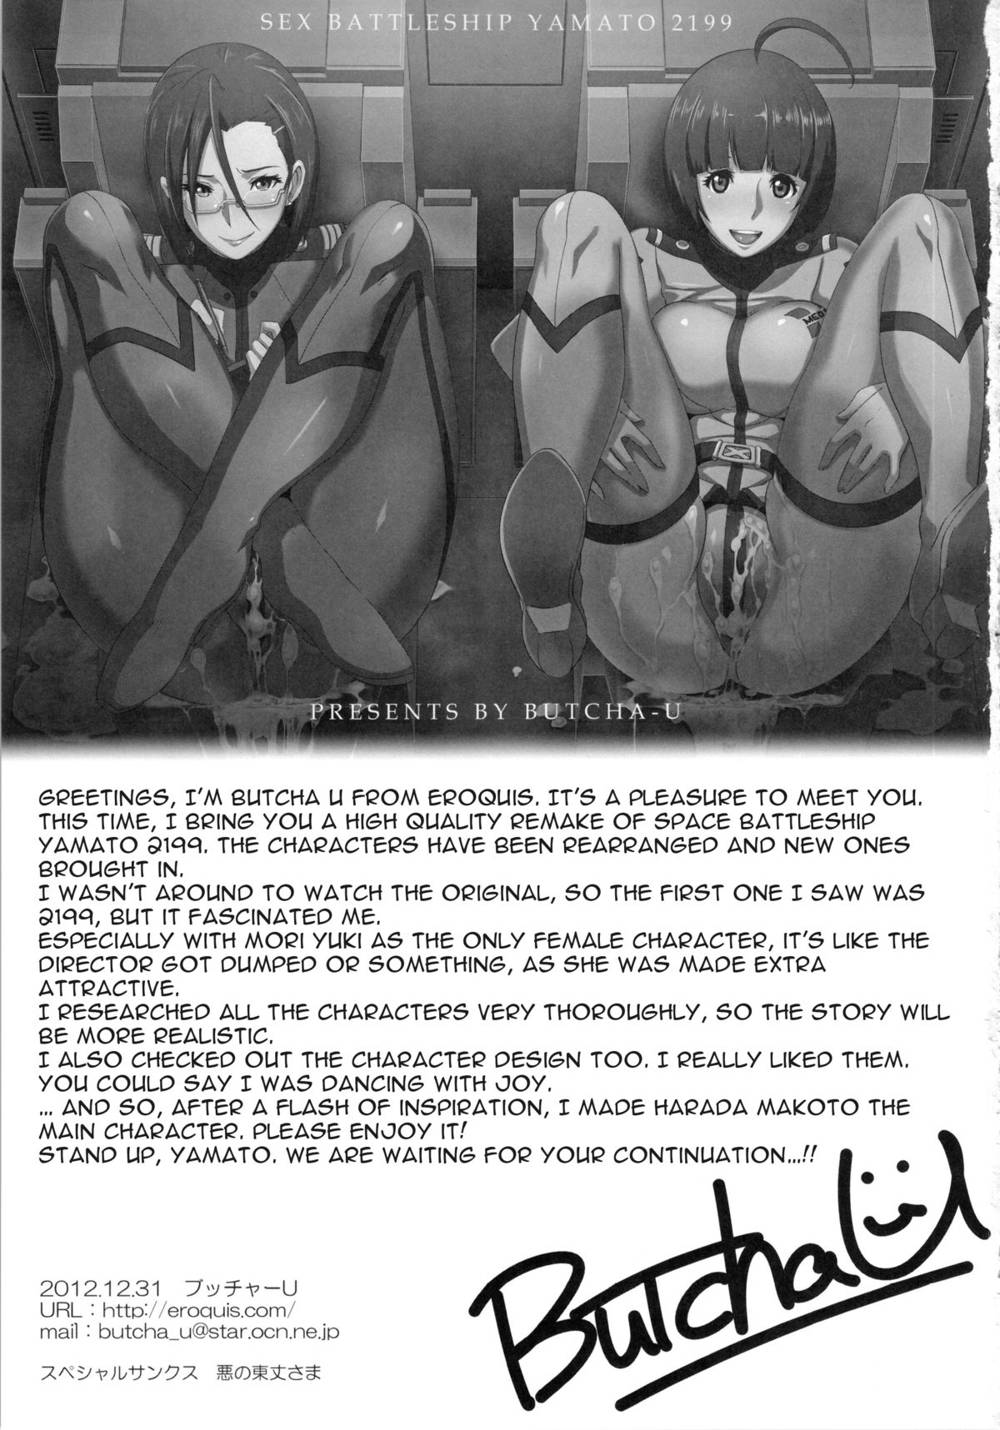 SEX BATTLESHIP YAMATO 2199
PRESENTS BY BUTCHA-U
GREETINGS, I'M BUTCHA U FROM EROQUIS. IT'S A PLEASURE TO MEET YOU.
THIS TIME, I BRING YOU A HIGH QUALITY REMAKE OF SPACE BATTLESHIP
YAMATO 2199. THE CHARACTERS HAVE BEEN REARRANGED AND NEW ONES
BROUGHT IN.
I WASN'T AROUND TO WATCH THE ORIGINAL, SO THE FIRST ONE I SAW WAS
2199, BUT IT FASCINATED ME.
ESPECIALLY WITH MORI YUKI AS THE ONLY FEMALE CHARACTER, IT'S LIKE THE
DIRECTOR GOT DUMPED OR SOMETHING, AS SHE WAS MADE EXTRA
ATTRACTIVE.
I RESEARCHED ALL THE CHARACTERS VERY THOROUGHLY, SO THE STORY WILL
BE MORE REALISTIC.
I ALSO CHECKED OUT THE CHARACTER DESIGN TOO. I REALLY LIKED THEM.
YOU COULD SAY I WAS DANCING WITH JOY.
... AND SO, AFTER A FLASH OF INSPIRATION, I MADE HARADA MAKOTO THE
MAIN CHARACTER. PLEASE ENJOY IT!
STAND UP, YAMATO. WE ARE WAITING FOR YOUR CONTINUATION...!!
ButchaU
2012.12.31 ブッチャーU
URL：http://eroquis.com/
mail：butcha_u@star.ocn.ne.jp
スペシャルサンクス 悪の東丈さま